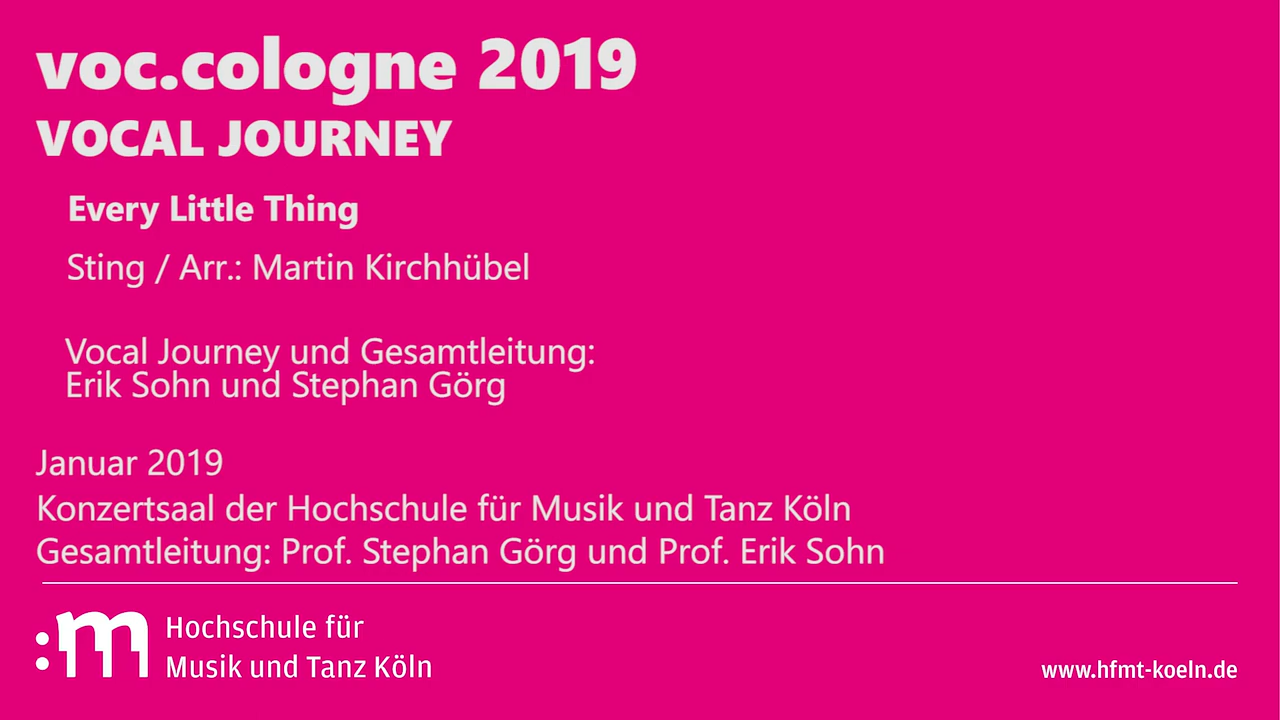 voc.cologne 2019
VOCAL JOURNEY
Every Little Thing
Sting / Arr.: Martin Kirchhübel
Vocal Journey und Gesamtleitung:
Erik Sohn und Stephan Görg
Januar 2019
Konzertsaal der Hochschule für Musik und Tanz Köln
Gesamtleitung: Prof. Stephan Görg und Prof. Erik Sohn
:m Hochschule für
Musik und Tanz Köln
www.hfmt-koeln.de